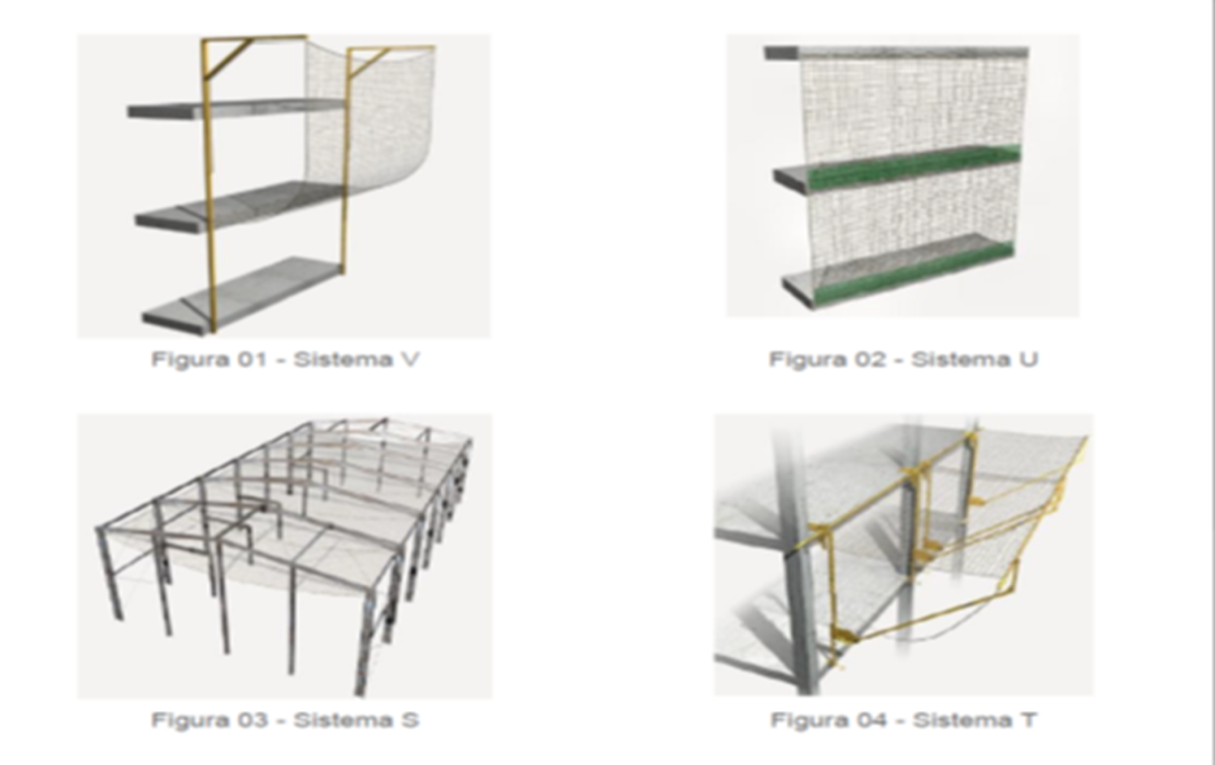 Figura 01 - Sistema V
Figura 02 - Sistema U
Figura 03 - Sistema S
Figura 04 - Sistema T